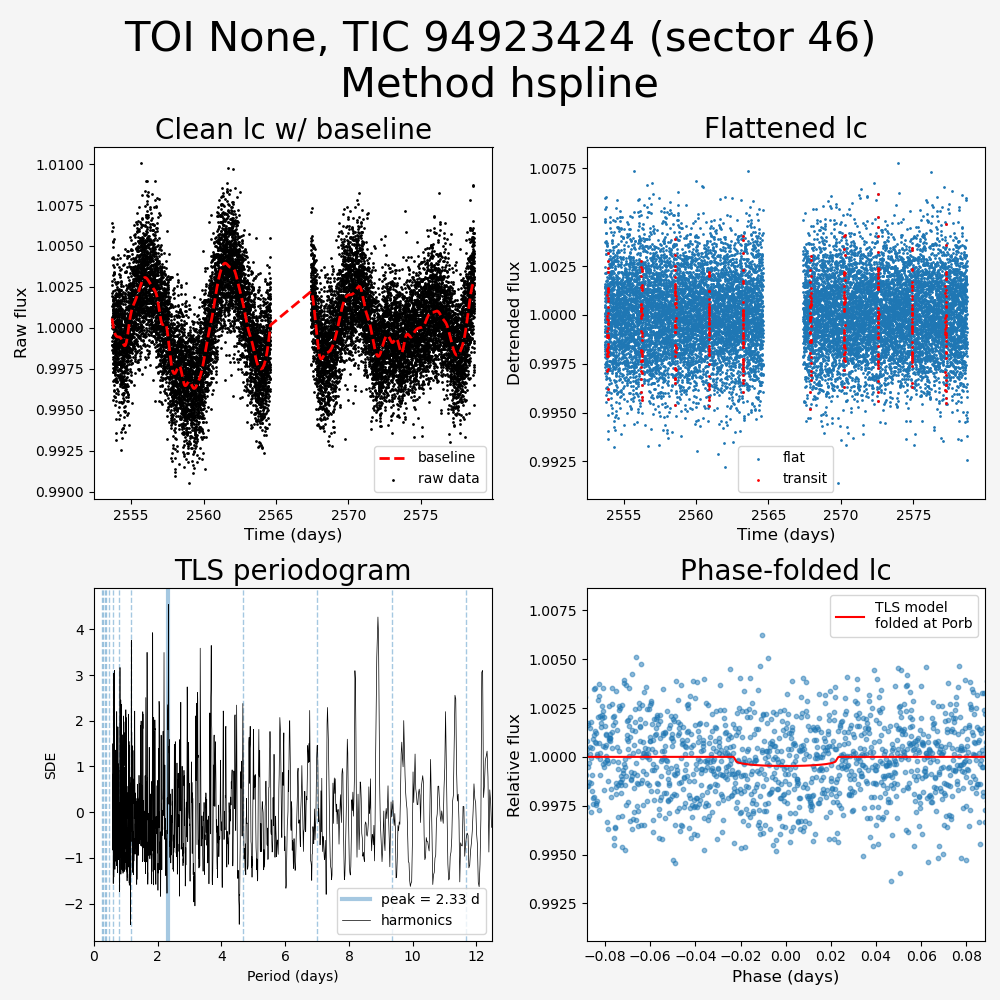 TOI None, TIC 94923424 (sector 46)
Method hspline
Clean lc w/ baseline
Raw flux
1.0100
1.0075
1.0050
1.0025
1.0000
0.9975
0.9950
0.9925
0.9900
baseline
raw data
2555 2560 2565 2570 2575
Time (days)
Flattened lc
Detrended flux
1.0075
1.0050
1.0025
1.0000
0.9975
0.9950
0.9925
flat
transit
2555 2560 2565 2570 2575
Time (days)
TLS periodogram
SDE
4
3
2
1
0
−1
−2
peak = 2.33 d
harmonics
0 2 4 6 8 10 12
Period (days)
Phase-folded lc
Relative flux
1.0075
1.0050
1.0025
1.0000
0.9975
0.9950
0.9925
TLS model
folded at Porb
−0.08 −0.06 −0.04 −0.02 0.00 0.02 0.04 0.06 0.08
Phase (days)